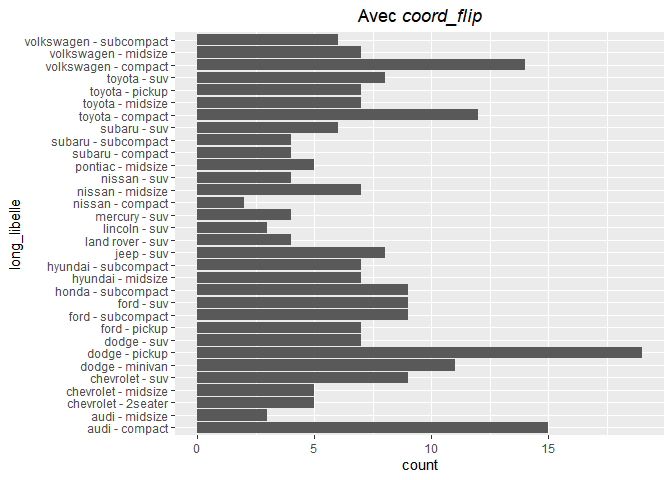 Avec coord_flip
long_libelle
volkswagen - subcompact
volkswagen - midsize
volkswagen - compact
toyota - suv
toyota - pickup
toyota - midsize
toyota - compact
subaru - suv
subaru - subcompact
subaru - compact
pontiac - midsize
nissan - suv
nissan - midsize
nissan - compact
mercury - suv
lincoln - suv
land rover - suv
jeep - suv
hyundai - subcompact
hyundai - midsize
honda - subcompact
ford - suv
ford - subcompact
ford - pickup
dodge - suv
dodge - pickup
dodge - minivan
chevrolet - suv
chevrolet - midsize
chevrolet - 2seater
audi - midsize
audi - compact
0 5 10 15
count